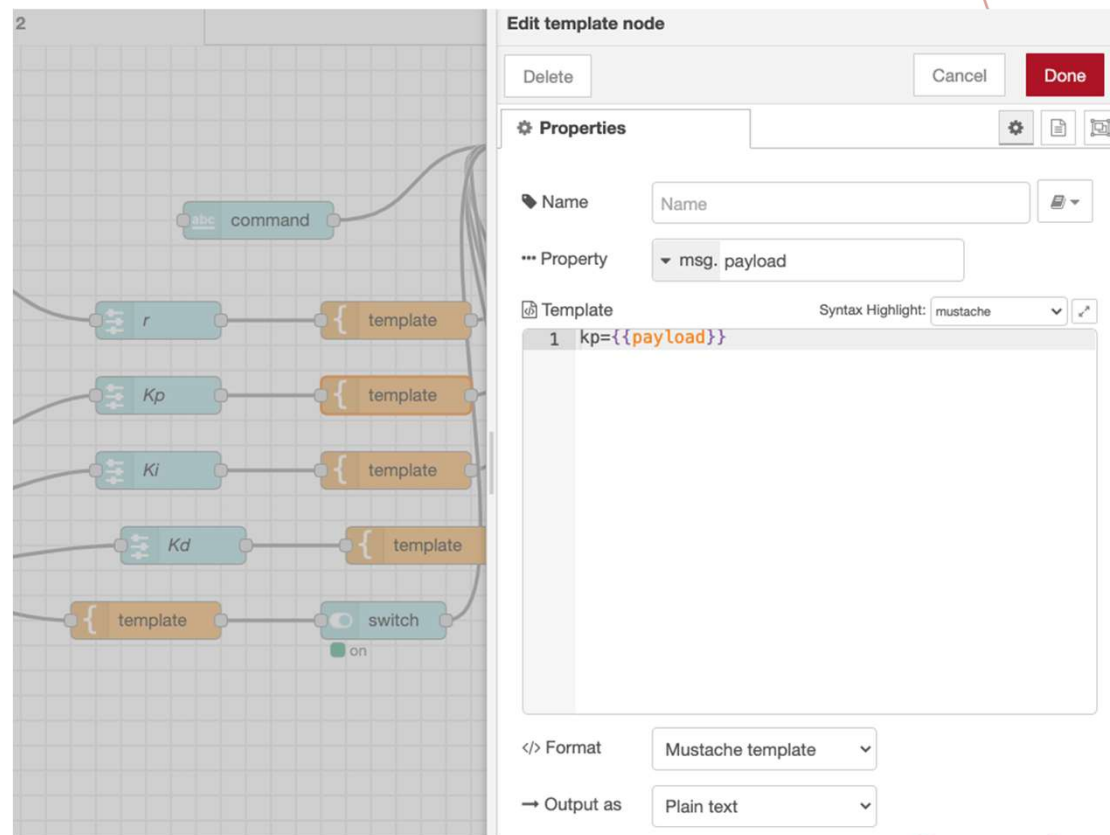 2
abc command
r
template
Kp
template
Ki
template
Kd
template
template
switch
on
Edit template node
Delete
Cancel
Done
Properties
Name
Name
Property
msg. payload
Template
Syntax Highlight: mustache
1 kp={{payload}}
</> Format
Mustache template
Output as
Plain text